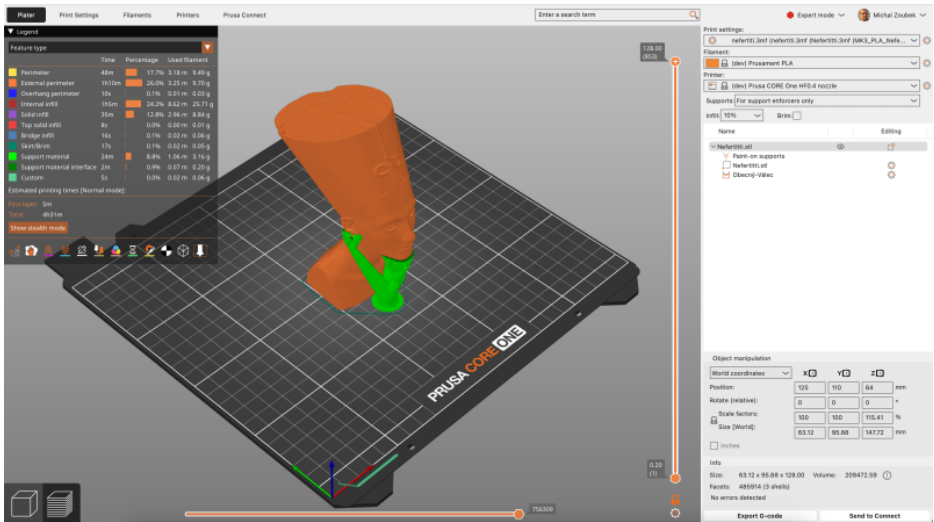 Plater Print Settings Filaments Printers Prusa Connect Enter a search term Expert mode Michal Zoubek
Legend
Feature type
Time Percentage Used filament
Perimeter 48m 17.7% 3.18 m 9.49 g
External perimeter 1h10m 26.0% 3.25 m 9.70 g
Overhang perimeter 10s 0.1% 0.01 m 0.03 g
Internal infill 1h5m 24.2% 8.62 m 25.71 g
Solid infill 35m 12.8% 2.96 m 8.84 g
Top solid infill 8s 0.0% 0.00 m 0.01 g
Bridge infill 16s 0.1% 0.02 m 0.06 g
Skirt/Brim 17s 0.1% 0.02 m 0.05 g
Support material 24m 8.8% 1.06 m 3.16 g
Support material interface 2m 0.9% 0.07 m 0.20 g
Custom 5s 0.0% 0.02 m 0.06 g
Estimated printing times [Normal mode]:
First layer: 5m
Total: 4h31m
Show stealth mode
128.00
(853)
PRUSA CORE ONE
0.20
(1)
756309
Print settings:
nefertiti.3mf (nefertiti.3mf (Nefertitti.3mf (MK3_PLA_Nefe...
Filament:
(dev) Prusament PLA
Printer:
(dev) Prusa CORE One HF0.4 nozzle
Supports: For support enforcers only
Infill: 10% Brim:
Name Editing
Nefertiti.stl
Paint-on supports
Nefertiti.stl
Obecný-Válec
Object manipulation
World coordinates X Y Z
Position: 125 110 64 mm
Rotate (relative): 0 0 0 °
Scale factors: 100 100 115.41 %
Size [World]: 63.12 95.88 147.72 mm
Inches
Info
Size: 63.12 x 95.88 x 128.00 Volume: 209472.59
Facets: 485914 (3 shells)
No errors detected
Export G-code Send to Connect